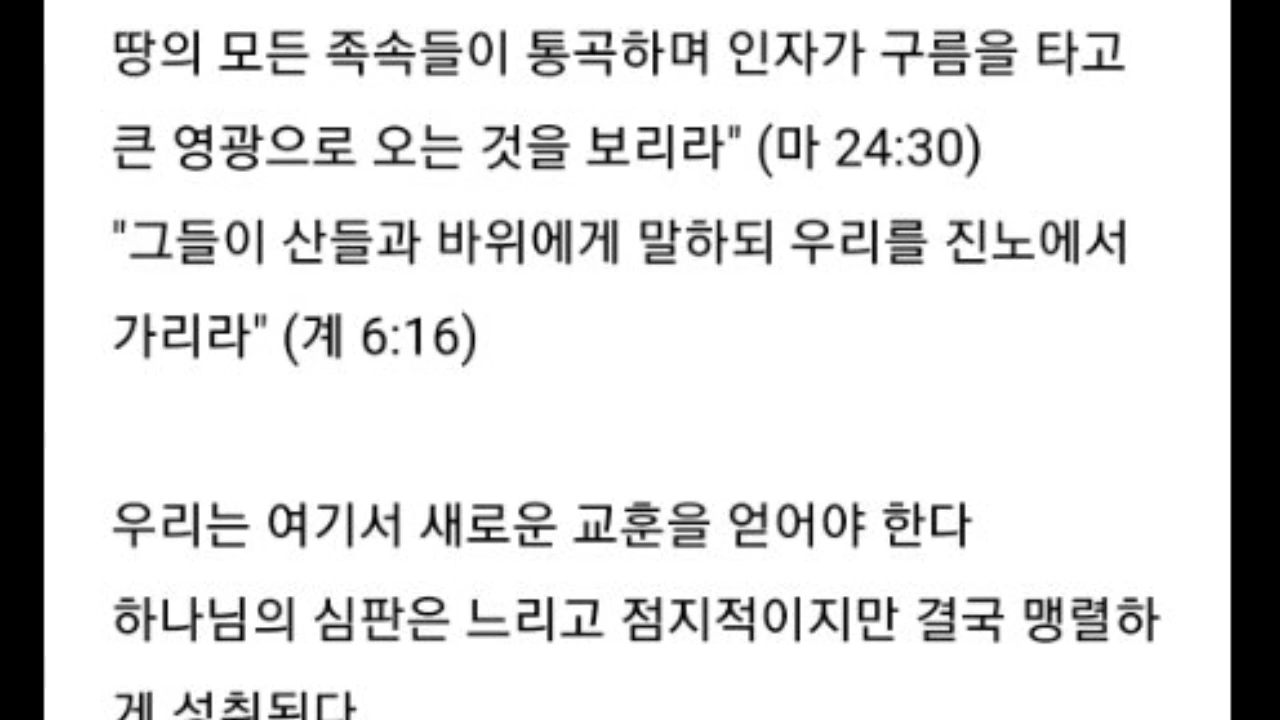 땅의 모든 족속들이 통곡하며 인자가 구름을 타고
큰 영광으로 오는 것을 보리라" (마 24:30)
"그들이 산들과 바위에게 말하되 우리를 진노에서
가리라" (계 6:16)
우리는 여기서 새로운 교훈을 얻어야 한다
하나님의 심판은 느리고 점지적이지만 결국 맹렬하
게 성취된다